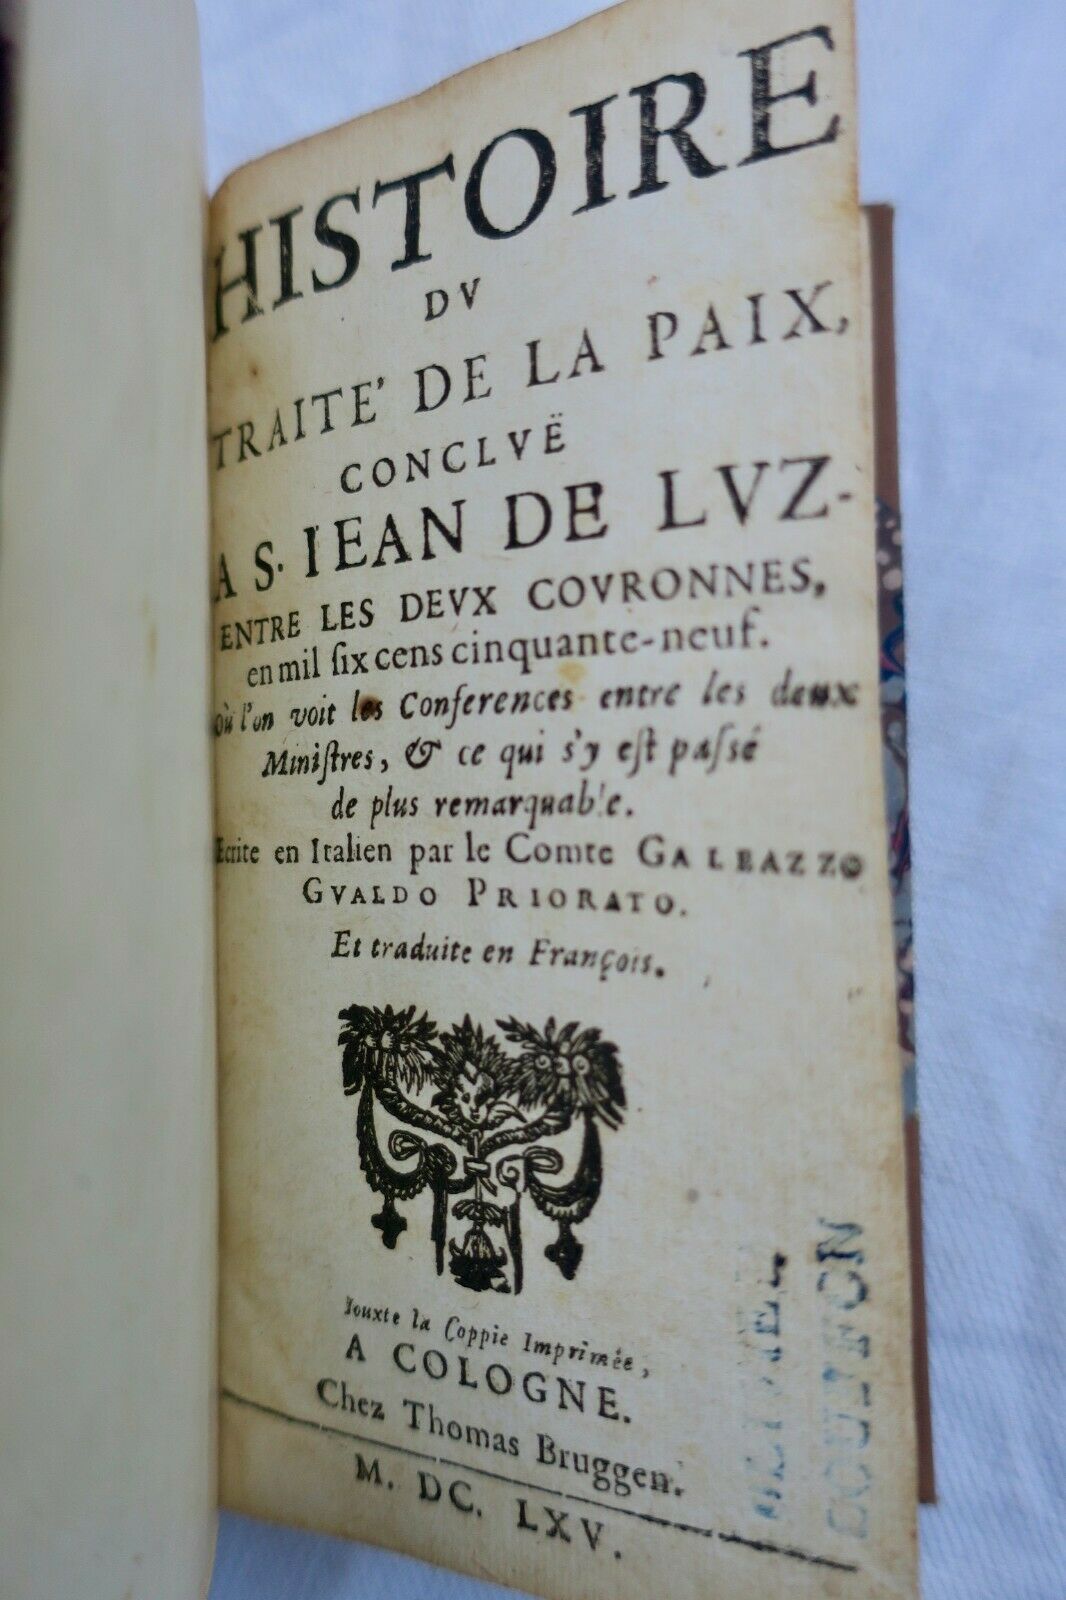 HISTOIRE
DV
TRAITE' DE LA PAIX,
CONCLVË
A S. IEAN DE LVZ-
ENTRE LES DEVX COVRONNES,
en mil ſix cens cinquante-neuf.
Où l'on voit les Conferences entre les deux
Miniſtres, & ce qui s'y eſt paſsé
de plus remarquable.
Ecrite en Italien par le Comte GALEAZZO
GVALDO PRIORATO.
Et traduite en François.
Iouxte la Coppie Imprimée,
A COLOGNE.
Chez Thomas Bruggen.
M. DC. LXV.